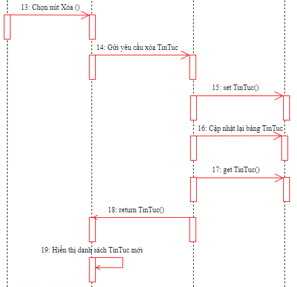 13: Chọn nút Xóa ()
14: Gửi yêu cầu xóa TinTuc
15: set TinTuc()
16: Cập nhật lại bảng TinTuc
17: get TinTuc()
18: return TinTuc()
19: Hiển thị danh sách TinTuc mới